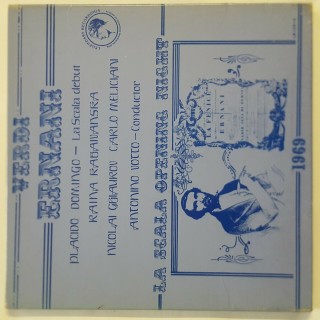 VERDI
ERNANI
PLACIDO DOMINGO — La Scala debut
RAINA KABAIVANSKA
NICOLAI GHIAUROV CARLO MELICIANI
ANTONINO VOTTO — conductor
LA SCALA OPENING NIGHT
1969
ERNANI